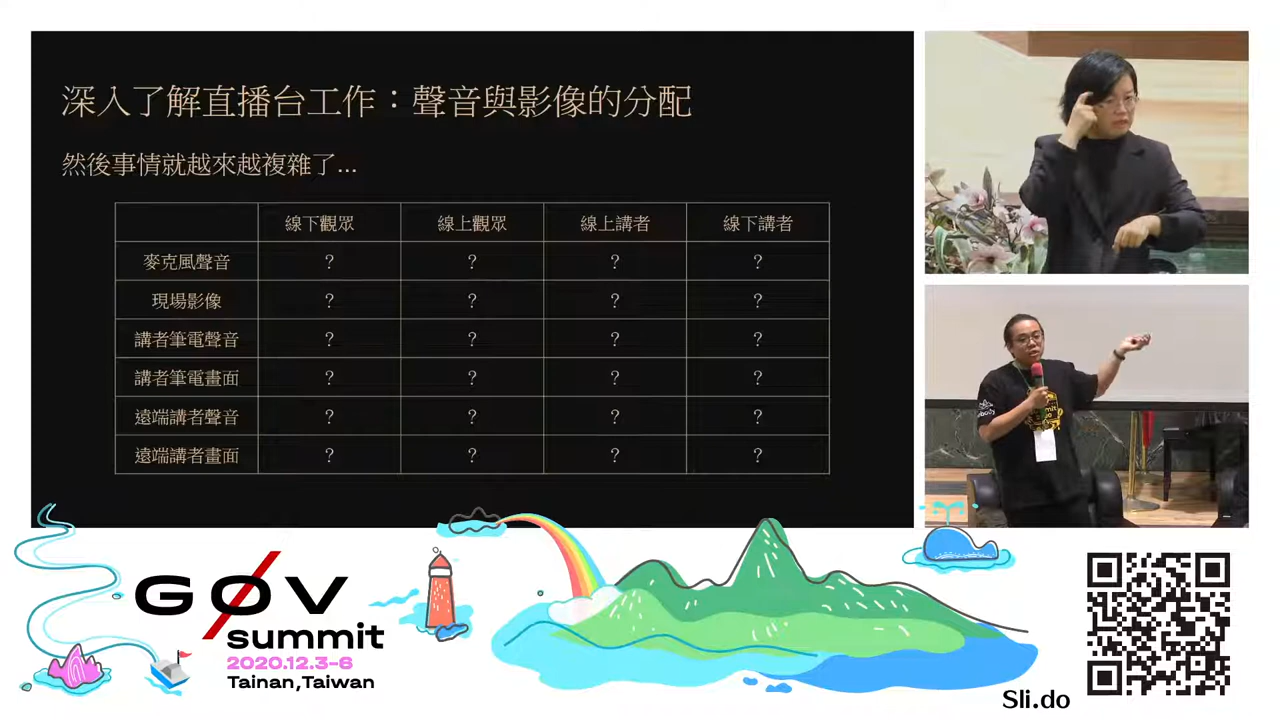 深入了解直播台工作：聲音與影像的分配
然後事情就越來越複雜了...
線下觀眾 線上觀眾 線上講者 線下講者
麥克風聲音 ? ? ? ?
現場影像 ? ? ? ?
講者筆電聲音 ? ? ? ?
講者筆電畫面 ? ? ? ?
遠端講者聲音 ? ? ? ?
遠端講者畫面 ? ? ? ?
GØV
summit
2020.12.3-6
Tainan,Taiwan
Sli.do